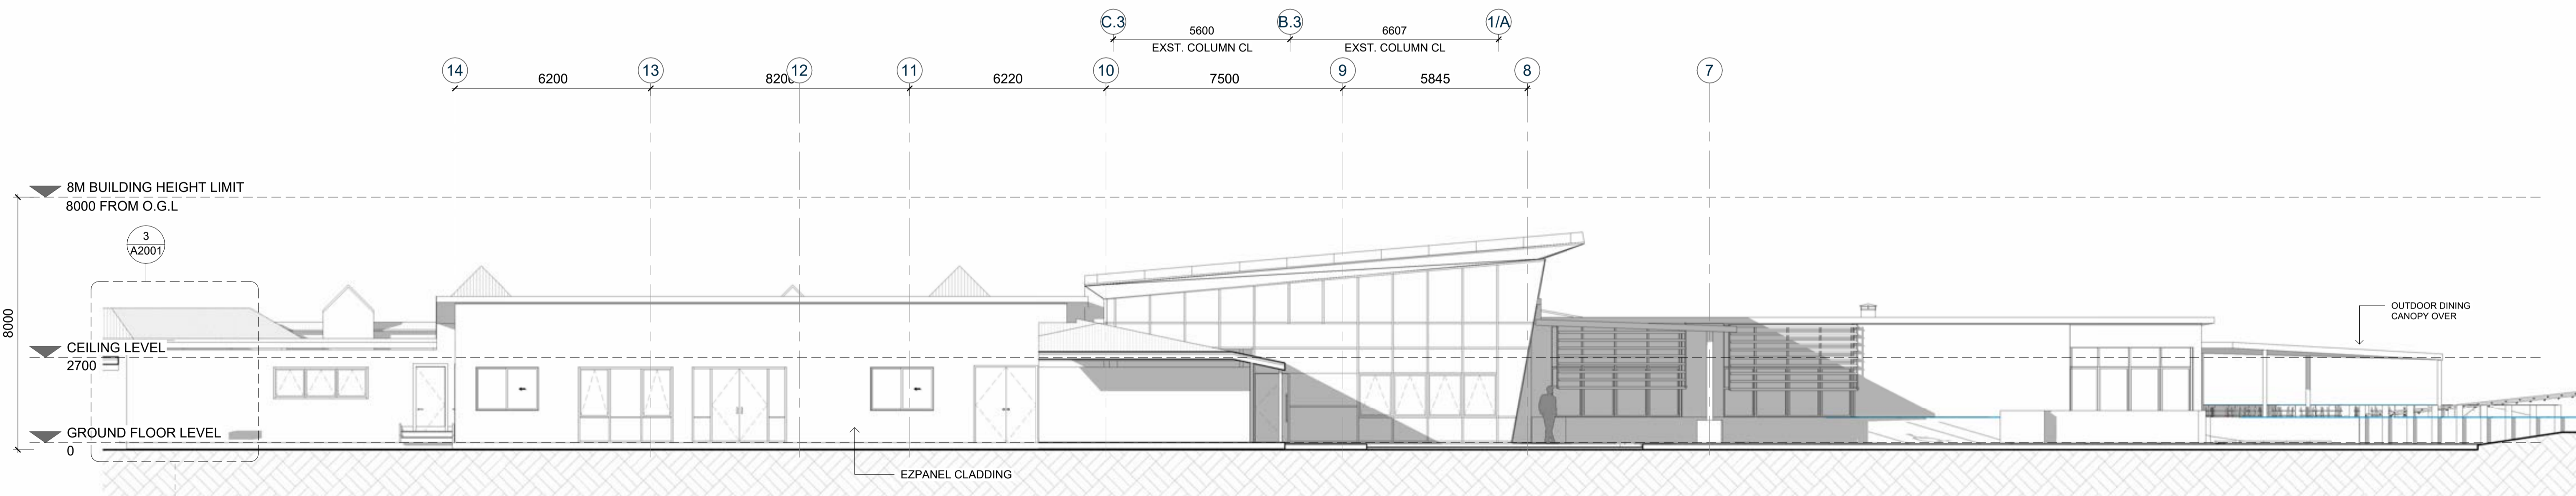 C.3 B.3 1/A
5600 6607
EXST. COLUMN CL EXST. COLUMN CL
14 13 12 11 10 9 8 7
6200 8200 6220 7500 5845
8M BUILDING HEIGHT LIMIT
8000 FROM O.G.L
3
A2001
8000
OUTDOOR DINING
CANOPY OVER
CEILING LEVEL
2700
GROUND FLOOR LEVEL
0
EZPANEL CLADDING